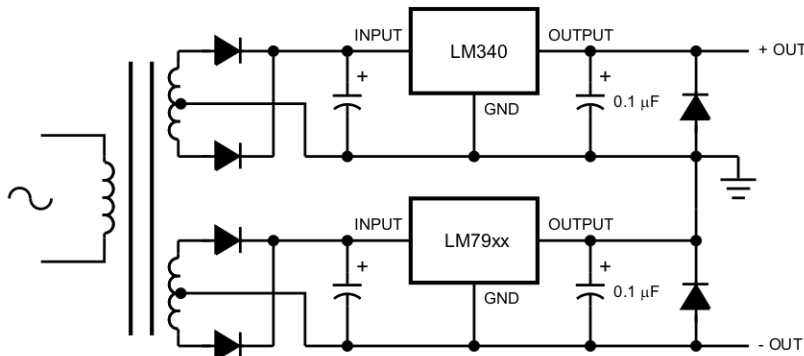 INPUT
LM340
OUTPUT
+ OUT
+
GND
+
0.1 μF
INPUT
LM79xx
OUTPUT
+
GND
+
0.1 μF
- OUT